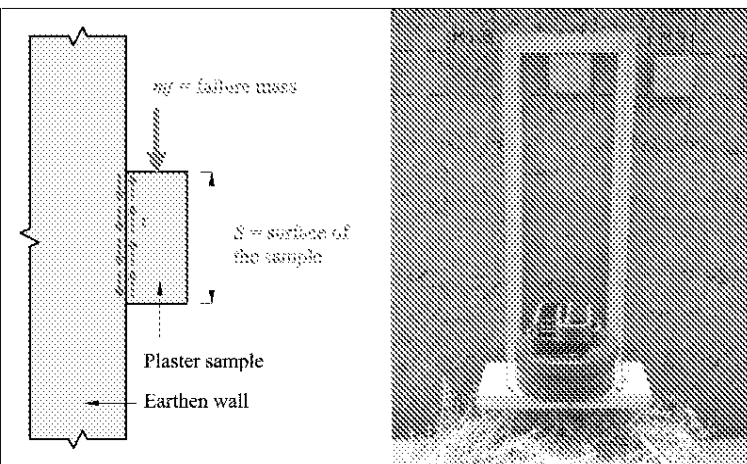 mf = failure mass
S = surface of
the sample
τ
Plaster sample
Earthen wall